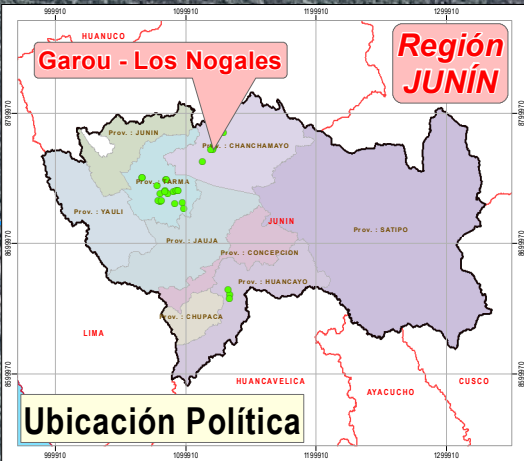 999910 1099910 1199910 1299910
HUANUCO
Garou - Los Nogales
Región
JUNÍN
8799970
8799970
Prov. : JUNIN
Prov. : CHANCHAMAYO
Prov. : TARMA
Prov. : YAULI
JUNIN
Prov. : SATIPO
Prov. : JAUJA
8699970
8699970
Prov. : CONCEPCION
Prov. : HUANCAYO
Prov. : CHUPACA
LIMA
8599970
8599970
HUANCAVELICA
CUSCO
AYACUCHO
Ubicación Política
999910 1099910 1199910 1299910